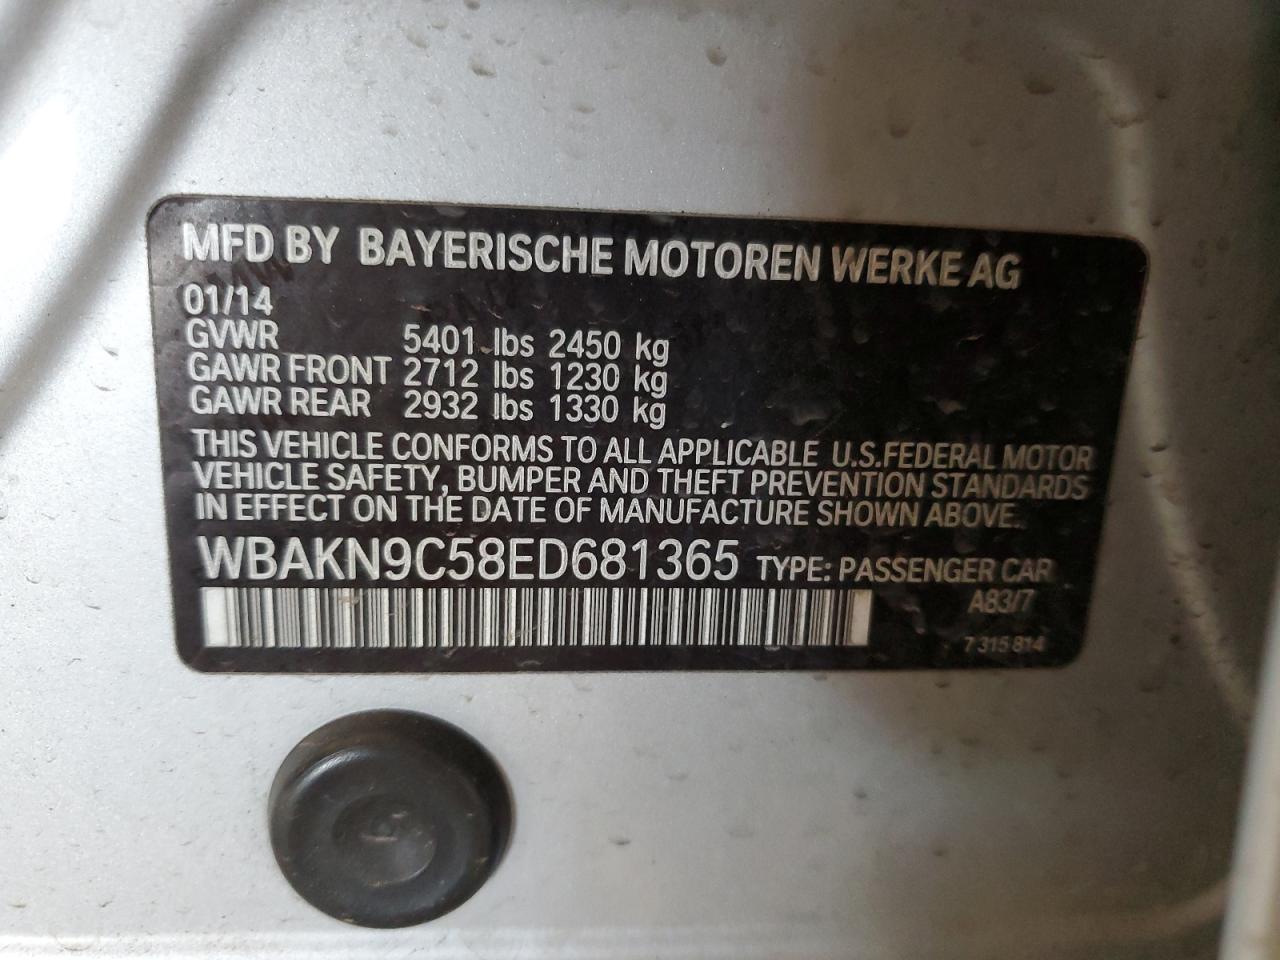 MFD BY BAYERISCHE MOTOREN WERKE AG
01/14
GVWR 5401 lbs 2450 kg
GAWR FRONT 2712 lbs 1230 kg
GAWR REAR 2932 lbs 1330 kg
THIS VEHICLE CONFORMS TO ALL APPLICABLE U.S.FEDERAL MOTOR
VEHICLE SAFETY, BUMPER AND THEFT PREVENTION STANDARDS
IN EFFECT ON THE DATE OF MANUFACTURE SHOWN ABOVE.
WBAKN9C58ED681365 TYPE: PASSENGER CAR
A83/7
7 315 814